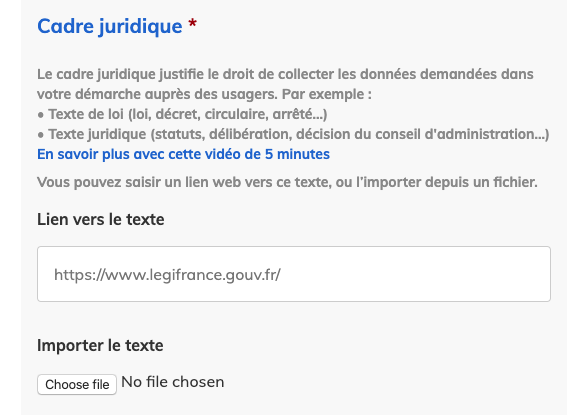 Cadre juridique *
Le cadre juridique justifie le droit de collecter les données demandées dans
votre démarche auprès des usagers. Par exemple :
• Texte de loi (loi, décret, circulaire, arrêté...)
• Texte juridique (statuts, délibération, décision du conseil d'administration...)
En savoir plus avec cette vidéo de 5 minutes
Vous pouvez saisir un lien web vers ce texte, ou l'importer depuis un fichier.
Lien vers le texte
https://www.legifrance.gouv.fr/
Importer le texte
Choose file No file chosen